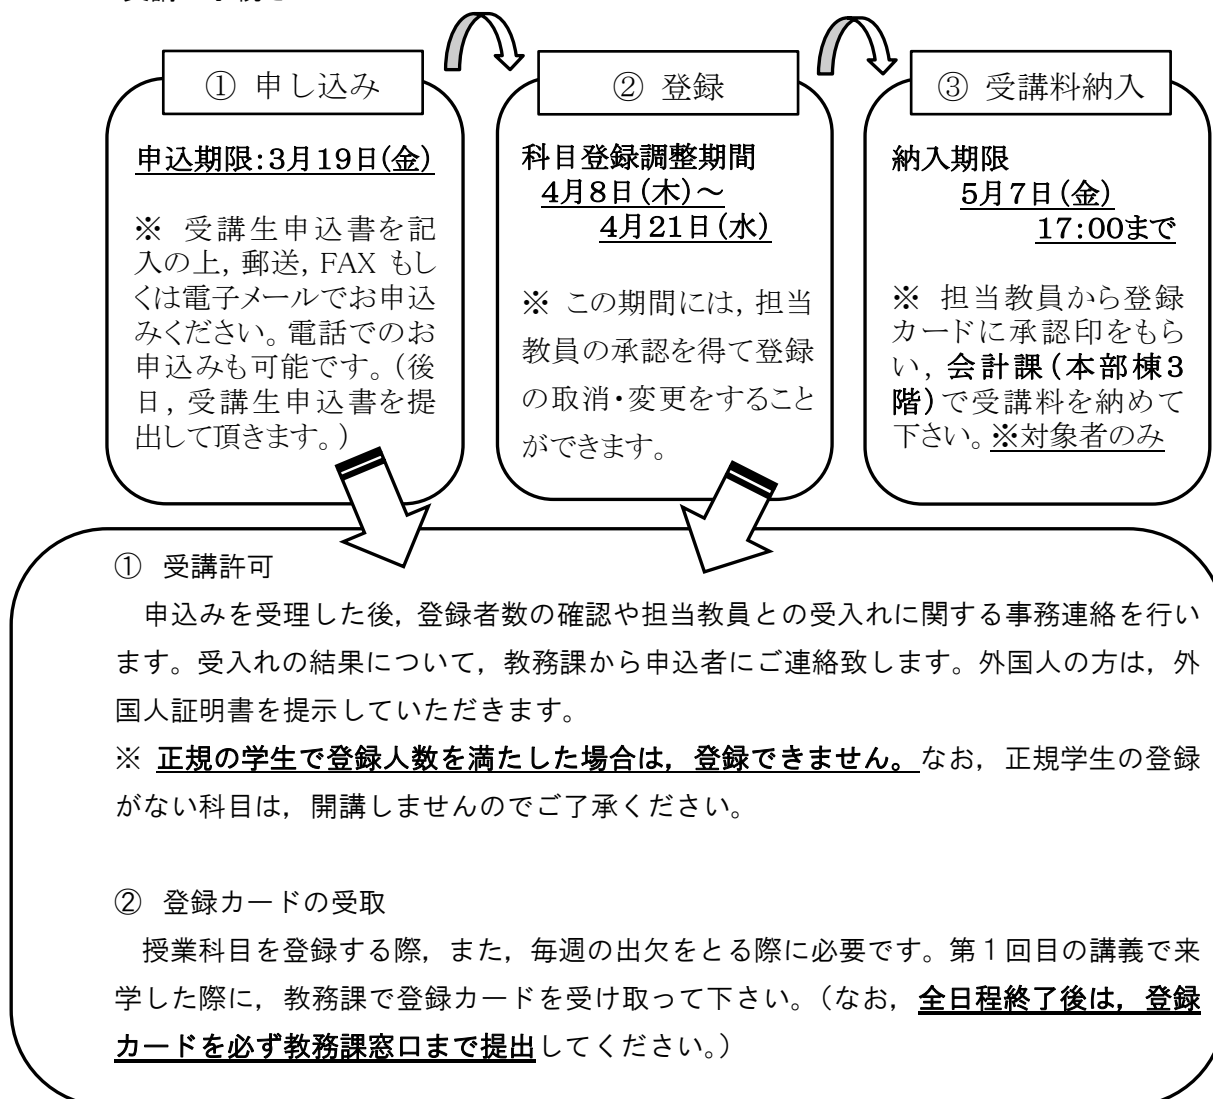 ① 申し込み
申込期限：3月19日(金)
※ 受講生申込書を記
入の上, 郵送, FAX もし
くは電子メールでお申込
みください。電話でのお
申込みも可能です。(後
日, 受講生申込書を提
出して頂きます。)
② 登録
科目登録調整期間
4月8日(木)～
4月21日(水)
※ この期間には, 担当
教員の承認を得て登録
の取消・変更をすること
ができます。
③ 受講料納入
納入期限
5月7日(金)
17:00まで
※ 担当教員から登録
カードに承認印をもら
い, 会計課(本部棟3
階)で受講料を納めて
下さい。※対象者のみ
① 受講許可
申込みを受理した後，登録者数の確認や担当教員との受入れに関する事務連絡を行い
ます。受入れの結果について，教務課から申込者にご連絡致します。外国人の方は，外
国人証明書を提示していただきます。
※ 正規の学生で登録人数を満たした場合は，登録できません。なお，正規学生の登録
がない科目は，開講しませんのでご了承ください。
② 登録カードの受取
授業科目を登録する際，また，毎週の出欠をとる際に必要です。第１回目の講義で来
学した際に，教務課で登録カードを受け取って下さい。（なお，全日程終了後は，登録
カードを必ず教務課窓口まで提出してください。）